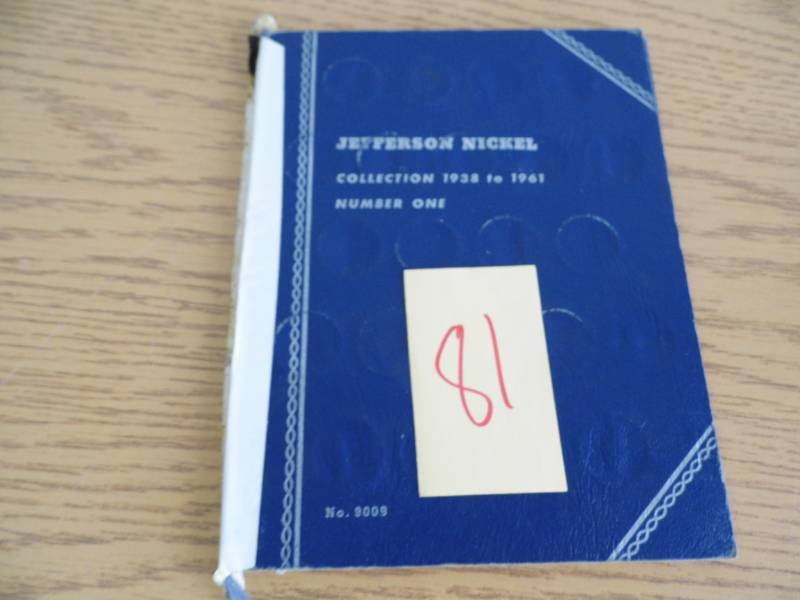 JEFFERSON NICKEL
COLLECTION 1938 to 1961
NUMBER ONE
81
No. 9009